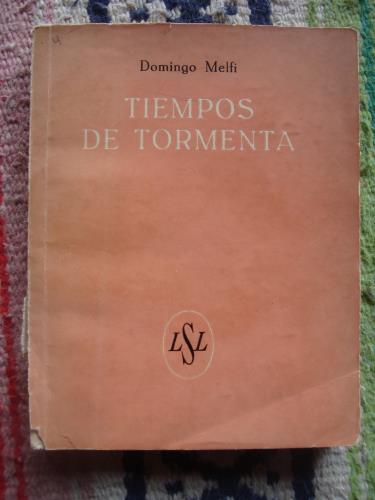 Domingo Melfi
TIEMPOS
DE TORMENTA
LSL